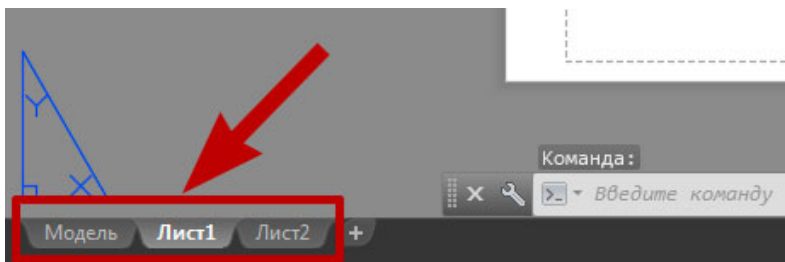 Y
X
Команда:
Введите команду
Модель Лист1 Лист2 +